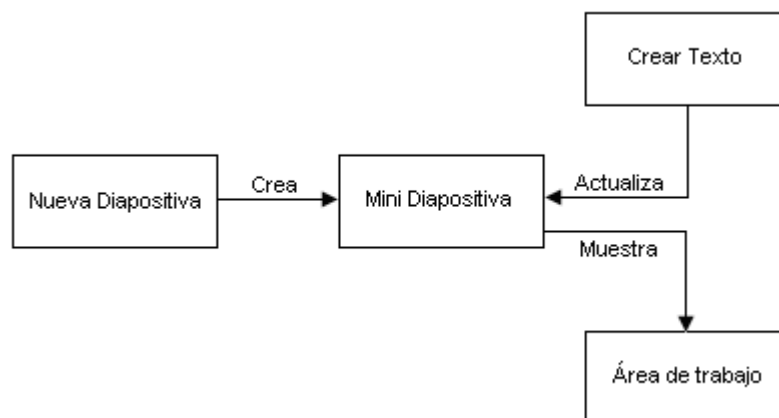 Crear Texto
Nueva Diapositiva
Crea
Mini Diapositiva
Actualiza
Muestra
Área de trabajo